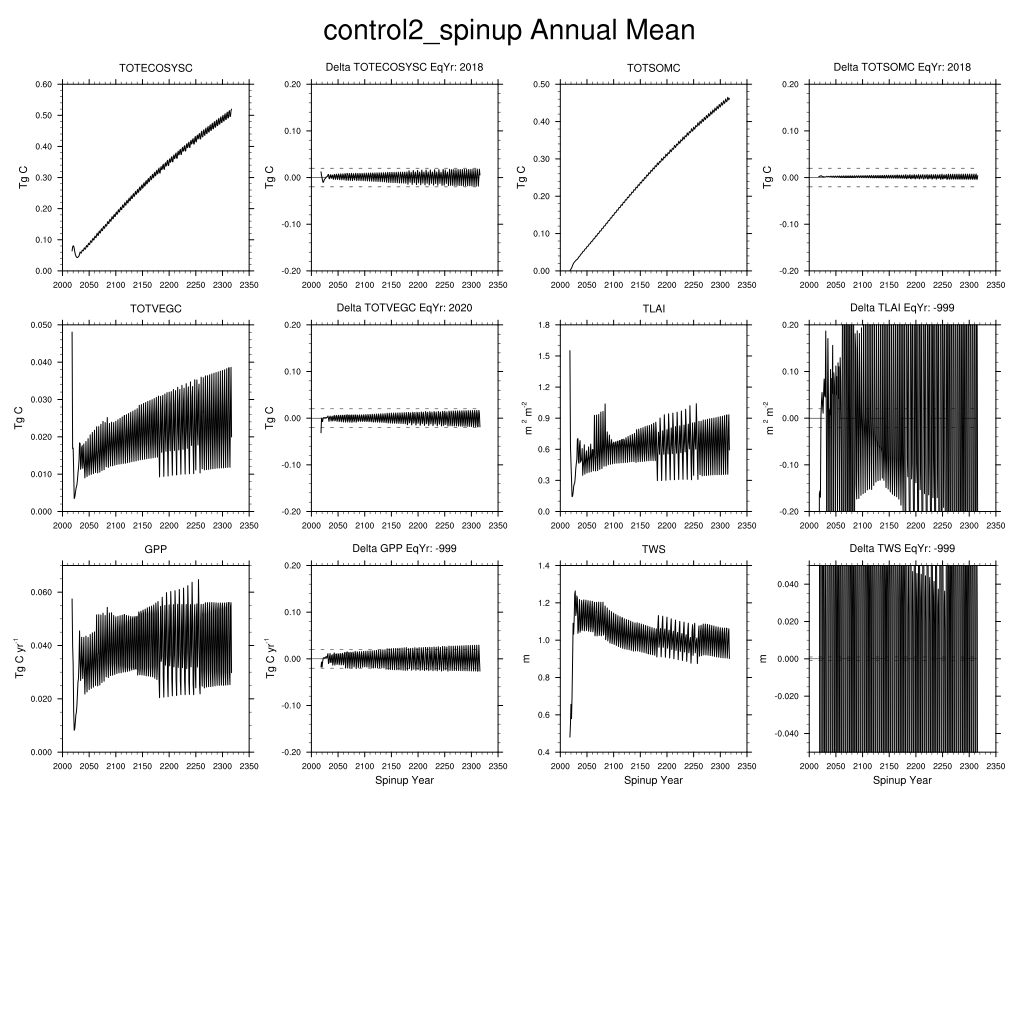 control2_spinup Annual Mean
TOTECOSYSC
Delta TOTECOSYSC EqYr: 2018
TOTSOMC
Delta TOTSOMC EqYr: 2018
0.60
0.50
0.40
0.30
0.20
0.10
0.00
Tg C
2000 2050 2100 2150 2200 2250 2300 2350
0.20
0.10
0.00
-0.10
-0.20
Tg C
2000 2050 2100 2150 2200 2250 2300 2350
0.50
0.40
0.30
0.20
0.10
0.00
Tg C
2000 2050 2100 2150 2200 2250 2300 2350
0.20
0.10
0.00
-0.10
-0.20
Tg C
2000 2050 2100 2150 2200 2250 2300 2350
TOTVEGC
Delta TOTVEGC EqYr: 2020
TLAI
Delta TLAI EqYr: -999
0.050
0.040
0.030
0.020
0.010
0.000
Tg C
2000 2050 2100 2150 2200 2250 2300 2350
0.20
0.10
0.00
-0.10
-0.20
Tg C
2000 2050 2100 2150 2200 2250 2300 2350
1.8
1.5
1.2
0.9
0.6
0.3
0.0
m² m⁻²
2000 2050 2100 2150 2200 2250 2300 2350
0.20
0.10
0.00
-0.10
-0.20
m² m⁻²
2000 2050 2100 2150 2200 2250 2300 2350
GPP
Delta GPP EqYr: -999
TWS
Delta TWS EqYr: -999
0.060
0.040
0.020
0.000
Tg C yr⁻¹
2000 2050 2100 2150 2200 2250 2300 2350
0.20
0.10
0.00
-0.10
-0.20
Tg C yr⁻¹
2000 2050 2100 2150 2200 2250 2300 2350
Spinup Year
1.4
1.2
1.0
0.8
0.6
0.4
m
2000 2050 2100 2150 2200 2250 2300 2350
Spinup Year
0.040
0.020
0.000
-0.020
-0.040
m
2000 2050 2100 2150 2200 2250 2300 2350
Spinup Year